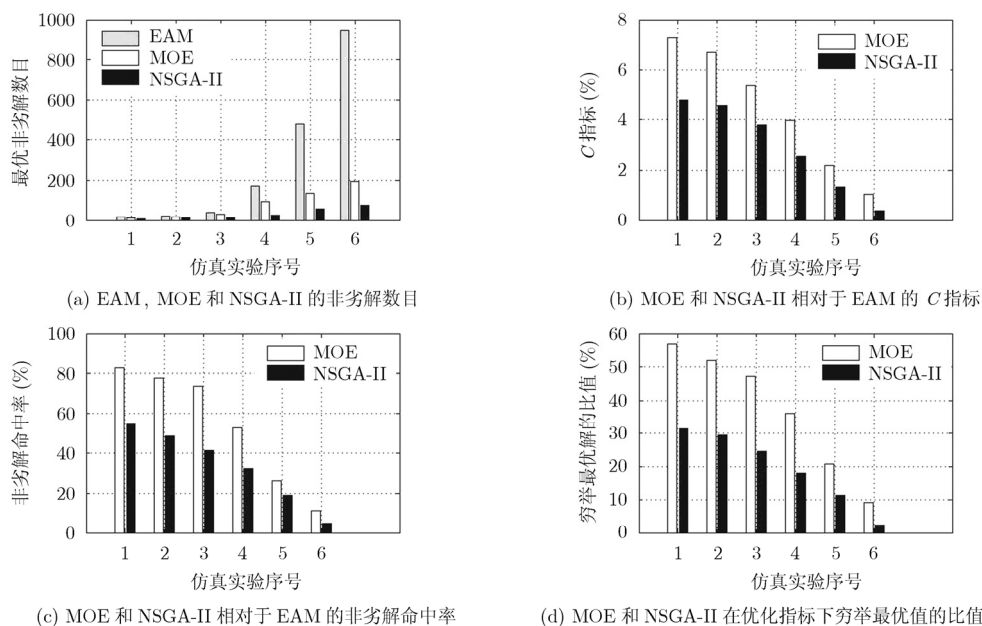 1000
800
600
400
200
0
最优非劣解数目
EAM
MOE
NSGA-II
1 2 3 4 5 6
仿真实验序号
(a) EAM, MOE 和 NSGA-II 的非劣解数目
8
6
4
2
0
C 指标 (%)
MOE
NSGA-II
1 2 3 4 5 6
仿真实验序号
(b) MOE 和 NSGA-II 相对于 EAM 的 C 指标
100
80
60
40
20
0
非劣解命中率 (%)
MOE
NSGA-II
1 2 3 4 5 6
仿真实验序号
(c) MOE 和 NSGA-II 相对于 EAM 的非劣解命中率
60
50
40
30
20
10
0
穷举最优解的比值 (%)
MOE
NSGA-II
1 2 3 4 5 6
仿真实验序号
(d) MOE 和 NSGA-II 在优化指标下穷举最优值的比值